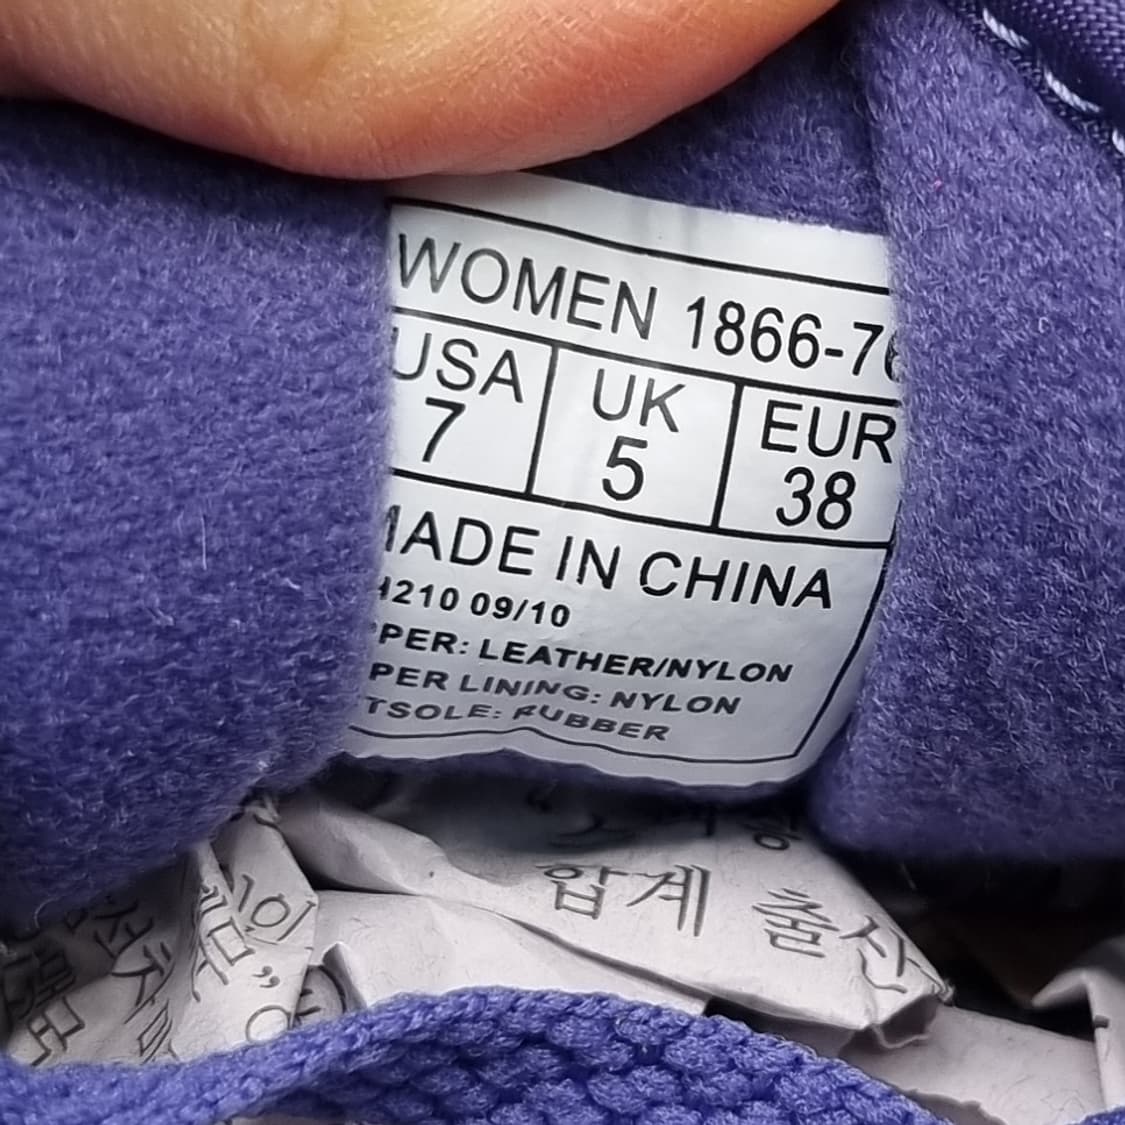 WOMEN 1866-7
USA UK EUR
7 5 38
MADE IN CHINA
H210 09/10
PER: LEATHER/NYLON
PER LINING: NYLON
TSOLE: RUBBER
합계 출산